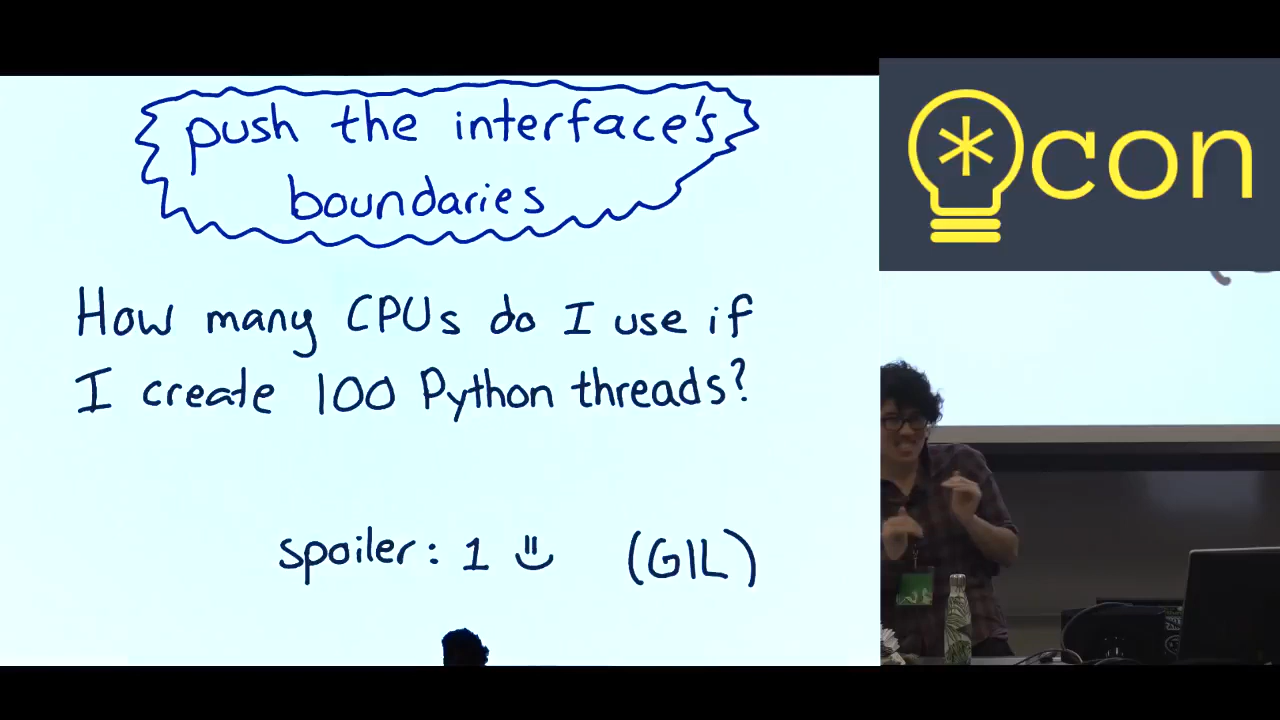 push the interface's
boundaries
How many CPUs do I use if
I create 100 Python threads?
spoiler: 1 (GIL)
*con